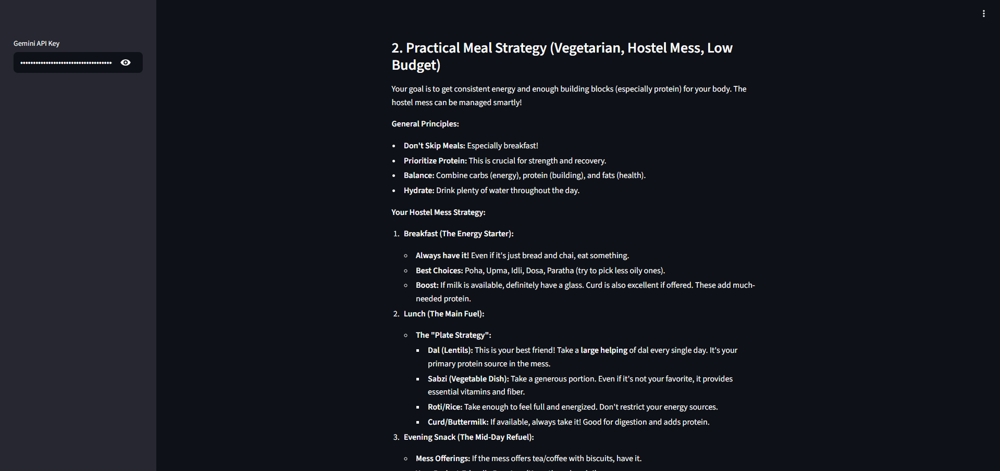 Gemini API Key
2. Practical Meal Strategy (Vegetarian, Hostel Mess, Low
Budget)
Your goal is to get consistent energy and enough building blocks (especially protein) for your body. The
hostel mess can be managed smartly!
General Principles:
• Don't Skip Meals: Especially breakfast!
• Prioritize Protein: This is crucial for strength and recovery.
• Balance: Combine carbs (energy), protein (building), and fats (health).
• Hydrate: Drink plenty of water throughout the day.
Your Hostel Mess Strategy:
1. Breakfast (The Energy Starter):
◦ Always have it! Even if it's just bread and chai, eat something.
◦ Best Choices: Poha, Upma, Idli, Dosa, Paratha (try to pick less oily ones).
◦ Boost: If milk is available, definitely have a glass. Curd is also excellent if offered. These add much-
needed protein.
2. Lunch (The Main Fuel):
◦ The "Plate Strategy":
▪ Dal (Lentils): This is your best friend! Take a large helping of dal every single day. It's your
primary protein source in the mess.
▪ Sabzi (Vegetable Dish): Take a generous portion. Even if it's not your favorite, it provides
essential vitamins and fiber.
▪ Roti/Rice: Take enough to feel full and energized. Don't restrict your energy sources.
▪ Curd/Buttermilk: If available, always take it! Good for digestion and adds protein.
3. Evening Snack (The Mid-Day Refuel):
◦ Mess Offerings: If the mess offers tea/coffee with biscuits, have it.